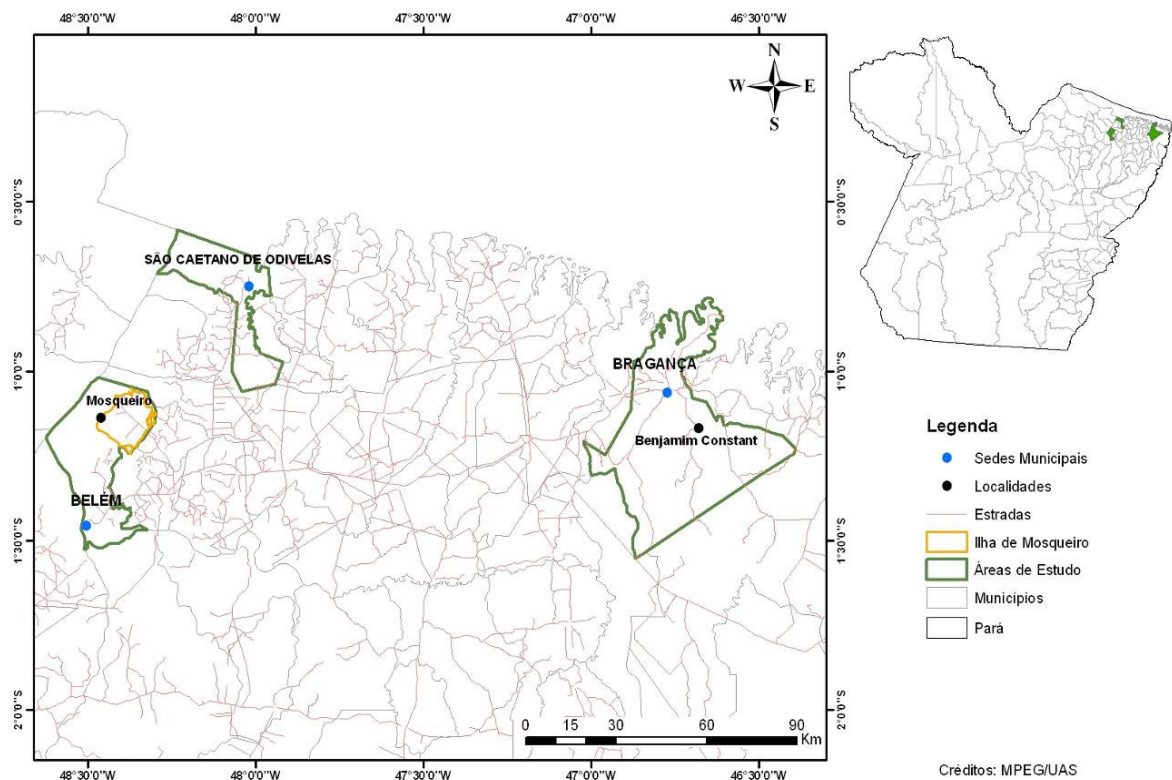 48°30'0"W 48°0'0"W 47°30'0"W 47°0'0"W 46°30'0"W
N
W E
S
0°30'0"S 0°30'0"S
SÃO CAETANO DE ODIVELAS
1°0'0"S 1°0'0"S
BRAGANÇA
Mosqueiro
Benjamim Constant
BELÉM
1°30'0"S 1°30'0"S
2°0'0"S 2°0'0"S
0 15 30 60 90
Km
48°30'0"W 48°0'0"W 47°30'0"W 47°0'0"W 46°30'0"W
Legenda
Sedes Municipais
Localidades
Estradas
Ilha de Mosqueiro
Áreas de Estudo
Municípios
Pará
Créditos: MPEG/UAS